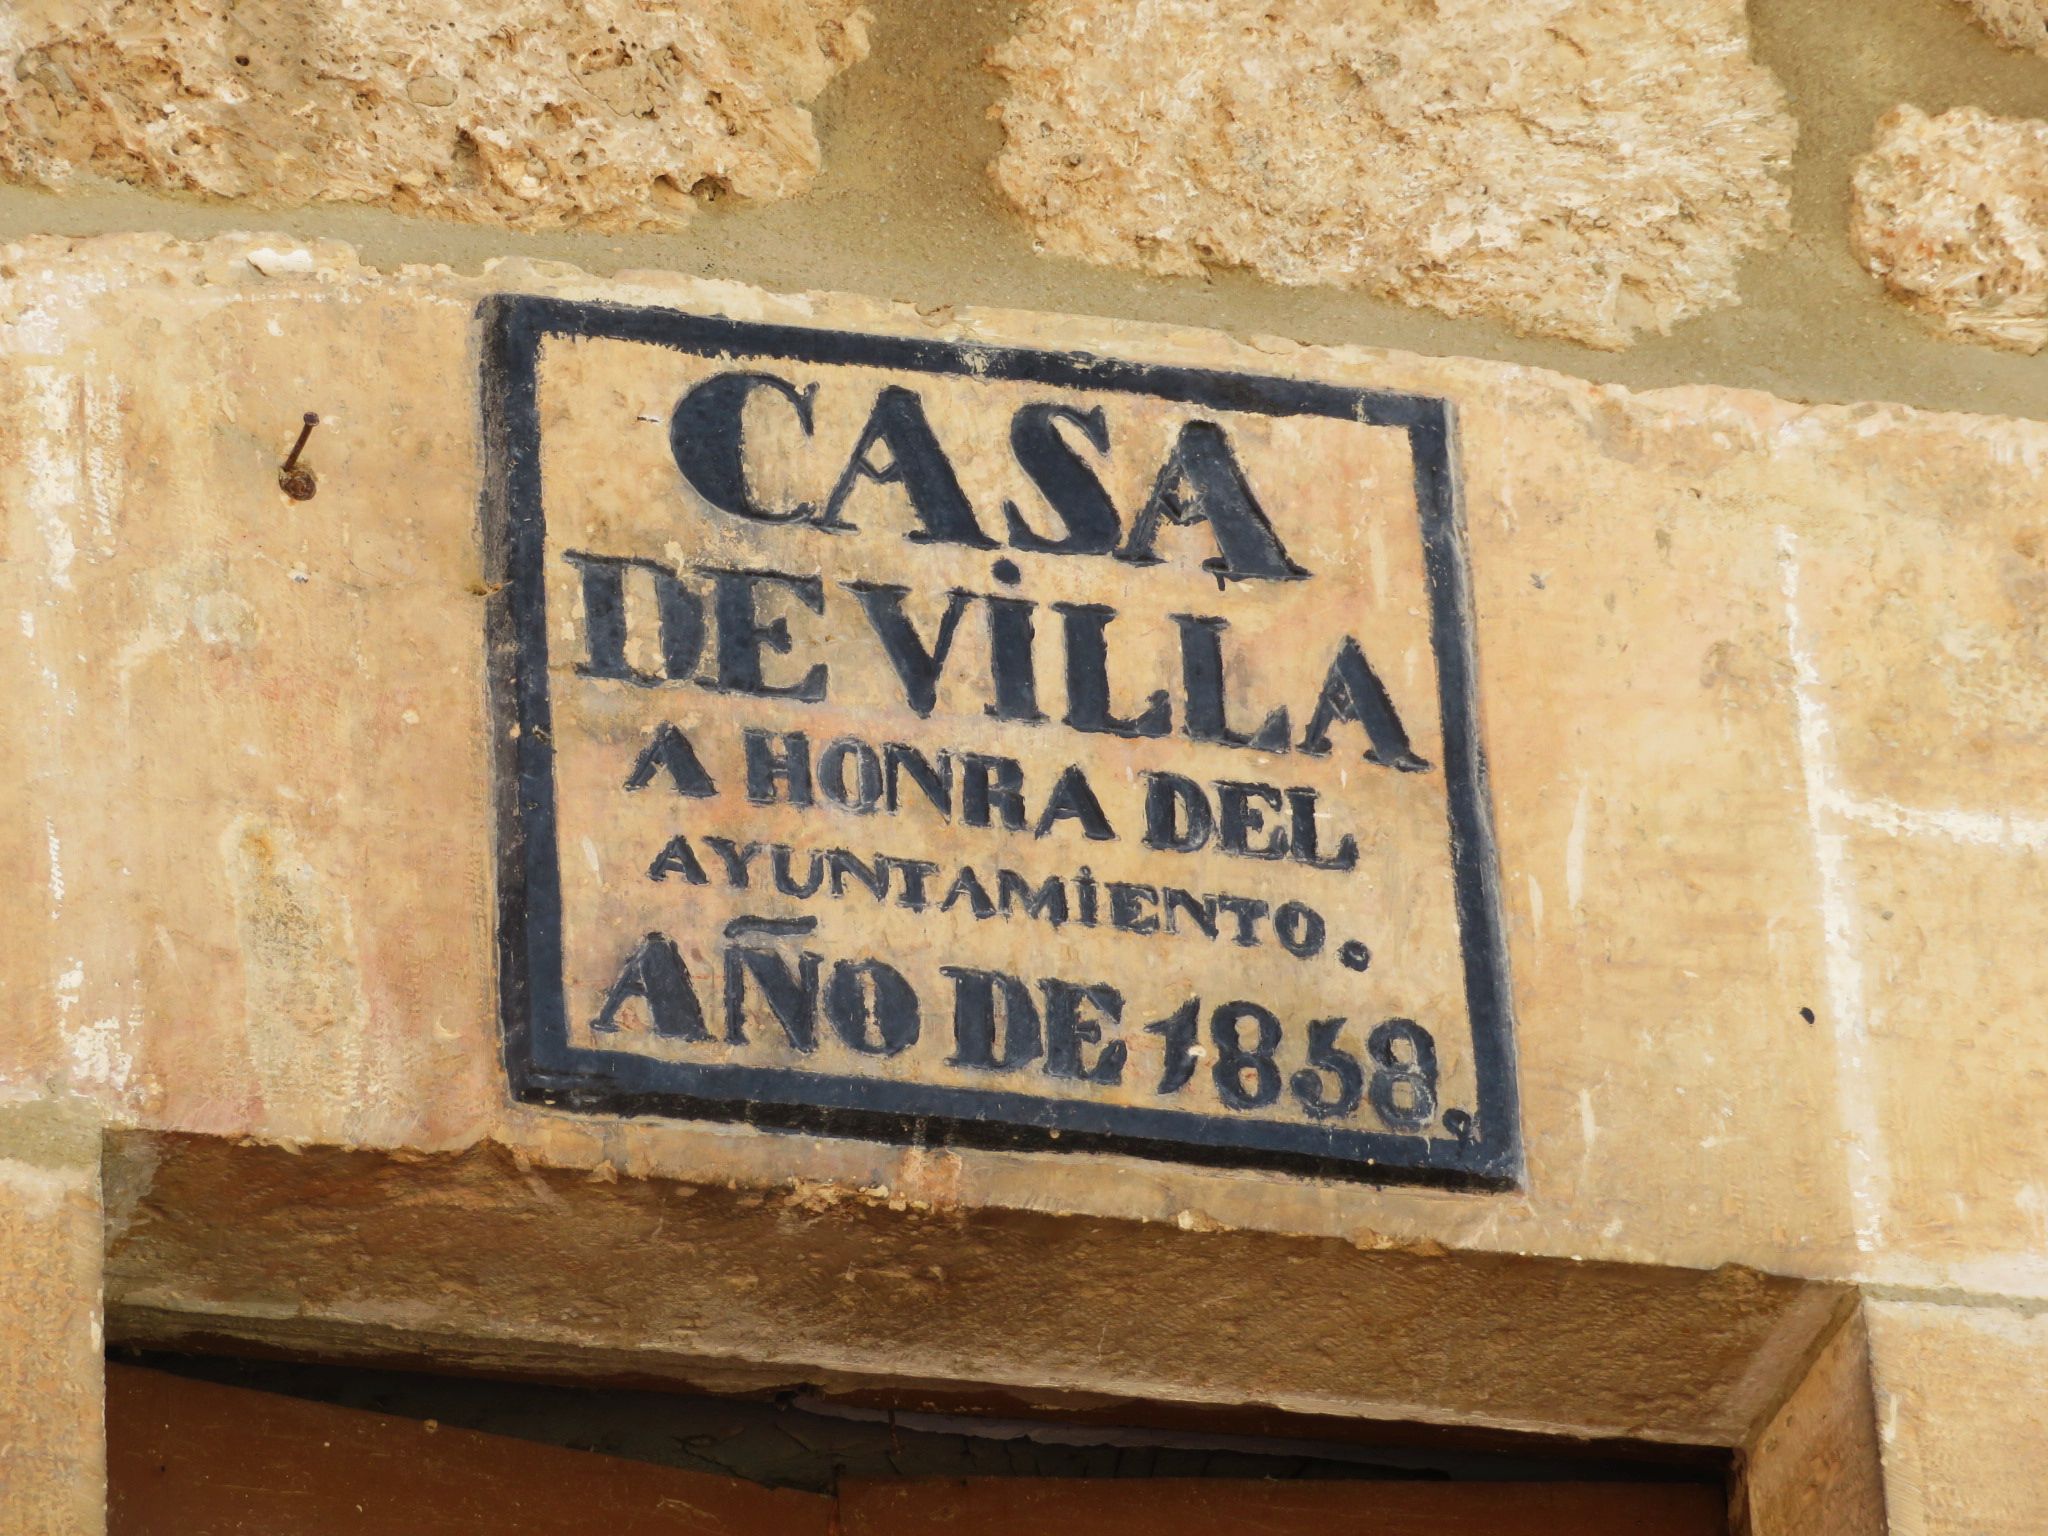 CASA
DE VILLA
A HONRA DEL
AYUNTAMIENTO.
AÑO DE 1858.